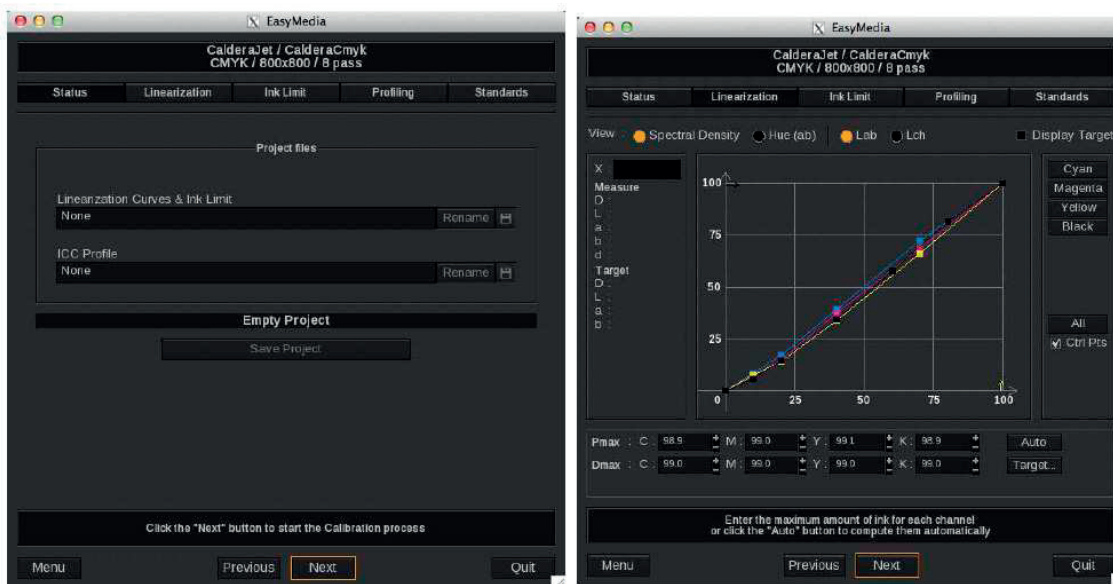 EasyMedia
CalderaJet / CalderaCmyk
CMYK / 800x800 / 8 pass
Status Linearization Ink Limit Profiling Standards
Project files
Linearization Curves & Ink Limit
None Rename
ICC Profile
None Rename
Empty Project
Save Project
Click the "Next" button to start the Calibration process
Menu Previous Next Quit
EasyMedia
CalderaJet / CalderaCmyk
CMYK / 800x800 / 8 pass
Status Linearization Ink Limit Profiling Standards
View : Spectral Density Hue (ab) Lab Lch Display Target
X :
Measure
D :
L :
a :
b :
d :
Target
D :
L :
a :
b :
100
75
50
25
0 25 50 75 100
Cyan
Magenta
Yellow
Black
All
Ctrl Pts
Pmax : C : 98.9 M : 99.0 Y : 99.1 K : 98.9 Auto
Dmax : C : 99.0 M : 99.0 Y : 99.0 K : 99.0 Target...
Enter the maximum amount of ink for each channel
or click the "Auto" button to compute them automatically
Menu Previous Next Quit